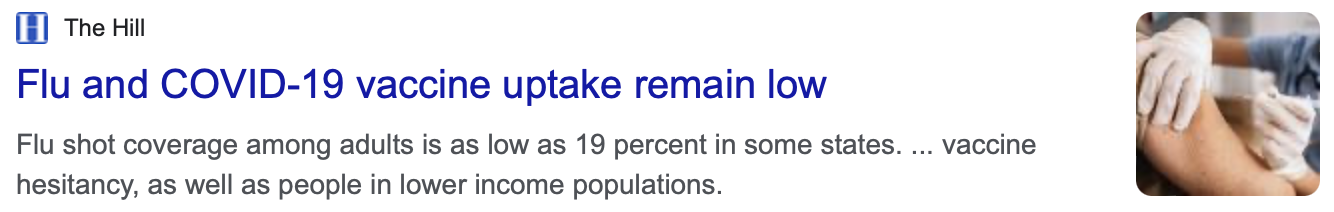 H The Hill
Flu and COVID-19 vaccine uptake remain low
Flu shot coverage among adults is as low as 19 percent in some states. ... vaccine
hesitancy, as well as people in lower income populations.